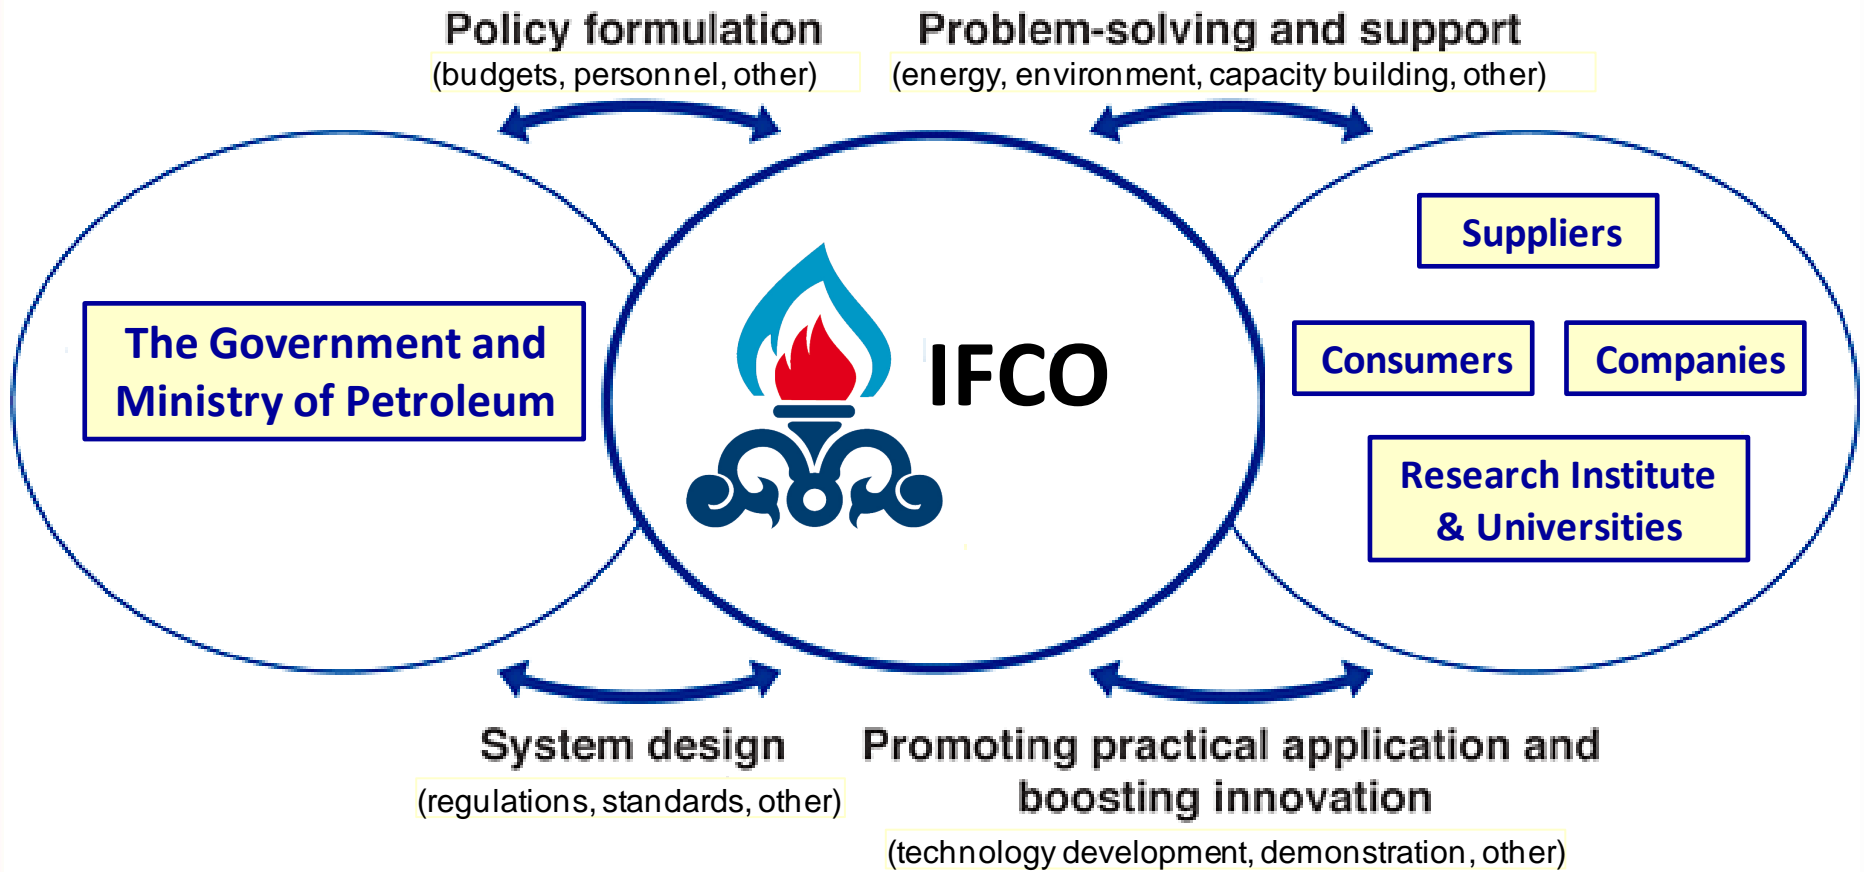 Policy formulation
(budgets, personnel, other)
Problem-solving and support
(energy, environment, capacity building, other)
The Government and
Ministry of Petroleum
IFCO
Suppliers
Consumers
Companies
Research Institute
& Universities
System design
(regulations, standards, other)
Promoting practical application and
boosting innovation
(technology development, demonstration, other)